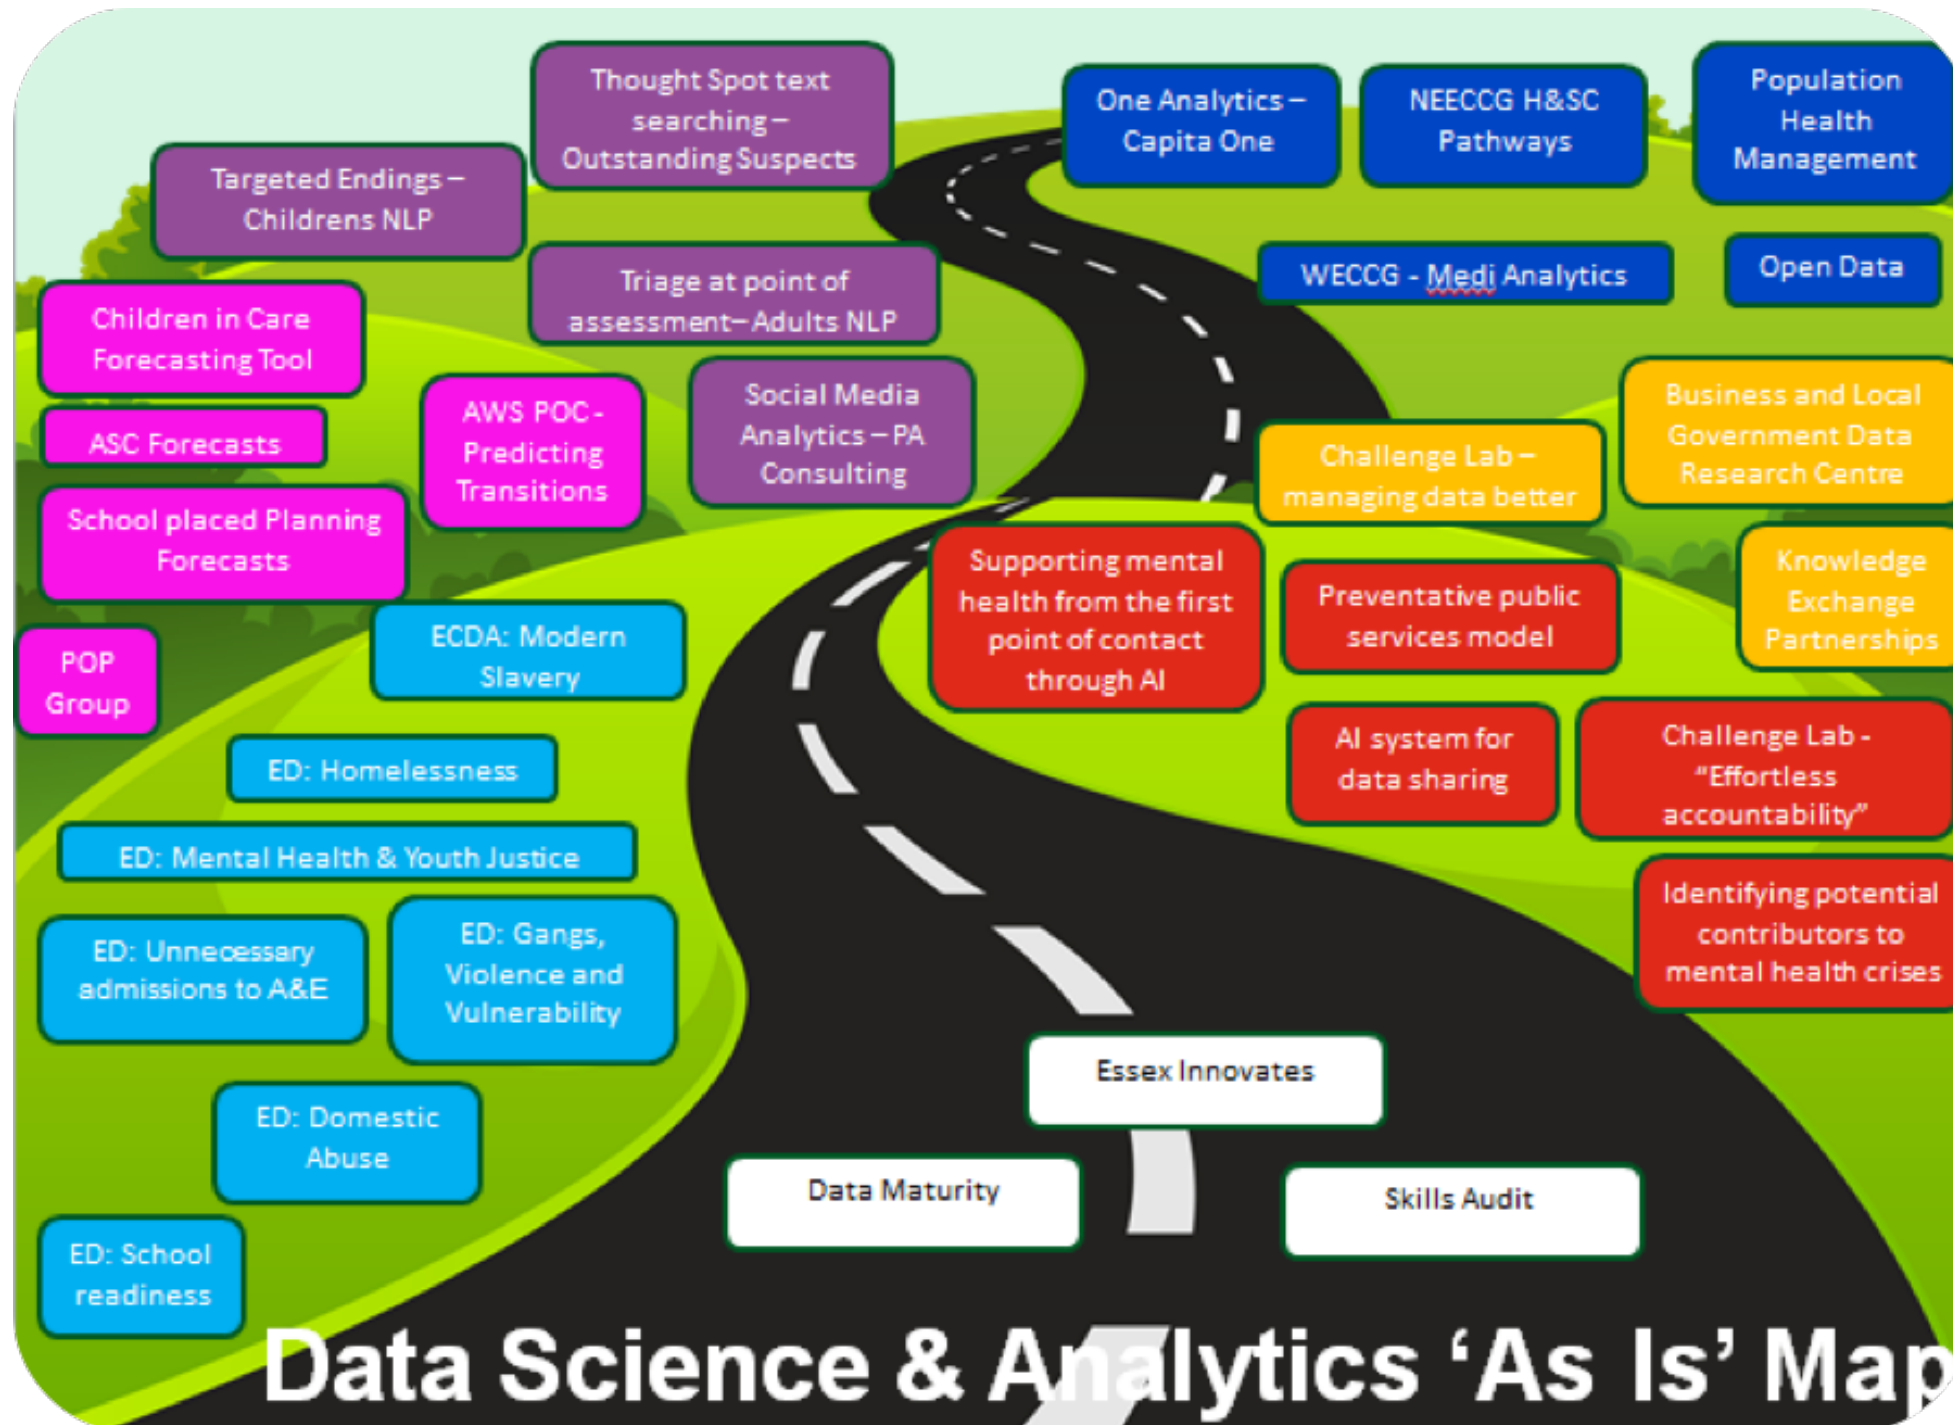 Thought Spot text
searching –
Outstanding Suspects
One Analytics –
Capita One
NEECCG H&SC
Pathways
Population
Health
Management
Targeted Endings –
Childrens NLP
Triage at point of
assessment– Adults NLP
WECCG - Medi Analytics
Open Data
Children in Care
Forecasting Tool
ASC Forecasts
AWS POC -
Predicting
Transitions
Social Media
Analytics – PA
Consulting
Business and Local
Government Data
Research Centre
Challenge Lab –
managing data better
School placed Planning
Forecasts
Supporting mental
health from the first
point of contact
through AI
Preventative public
services model
Knowledge
Exchange
Partnerships
POP
Group
ECDA: Modern
Slavery
AI system for
data sharing
Challenge Lab -
“Effortless
accountability”
ED: Homelessness
ED: Mental Health & Youth Justice
Identifying potential
contributors to
mental health crises
ED: Unnecessary
admissions to A&E
ED: Gangs,
Violence and
Vulnerability
Essex Innovates
ED: Domestic
Abuse
Data Maturity
Skills Audit
ED: School
readiness
Data Science & Analytics ‘As Is’ Map